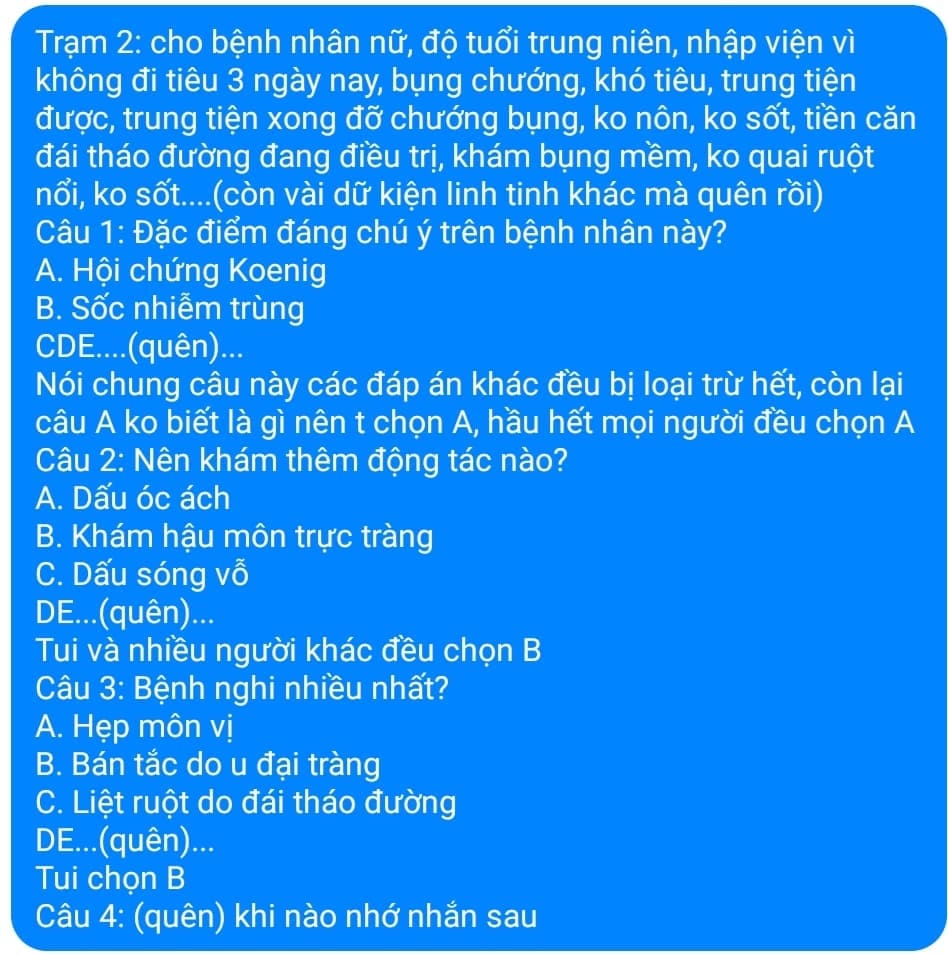 Trạm 2: cho bệnh nhân nữ, độ tuổi trung niên, nhập viện vì
không đi tiêu 3 ngày nay, bụng chướng, khó tiêu, trung tiện
được, trung tiện xong đỡ chướng bụng, ko nôn, ko sốt, tiền căn
đái tháo đường đang điều trị, khám bụng mềm, ko quai ruột
nổi, ko sốt....(còn vài dữ kiện linh tinh khác mà quên rồi)
Câu 1: Đặc điểm đáng chú ý trên bệnh nhân này?
A. Hội chứng Koenig
B. Sốc nhiễm trùng
CDE....(quên)...
Nói chung câu này các đáp án khác đều bị loại trừ hết, còn lại
câu A ko biết là gì nên t chọn A, hầu hết mọi người đều chọn A
Câu 2: Nên khám thêm động tác nào?
A. Dấu óc ách
B. Khám hậu môn trực tràng
C. Dấu sóng vỗ
DE...(quên)...
Tui và nhiều người khác đều chọn B
Câu 3: Bệnh nghi nhiều nhất?
A. Hẹp môn vị
B. Bán tắc do u đại tràng
C. Liệt ruột do đái tháo đường
DE...(quên)...
Tui chọn B
Câu 4: (quên) khi nào nhớ nhắn sau